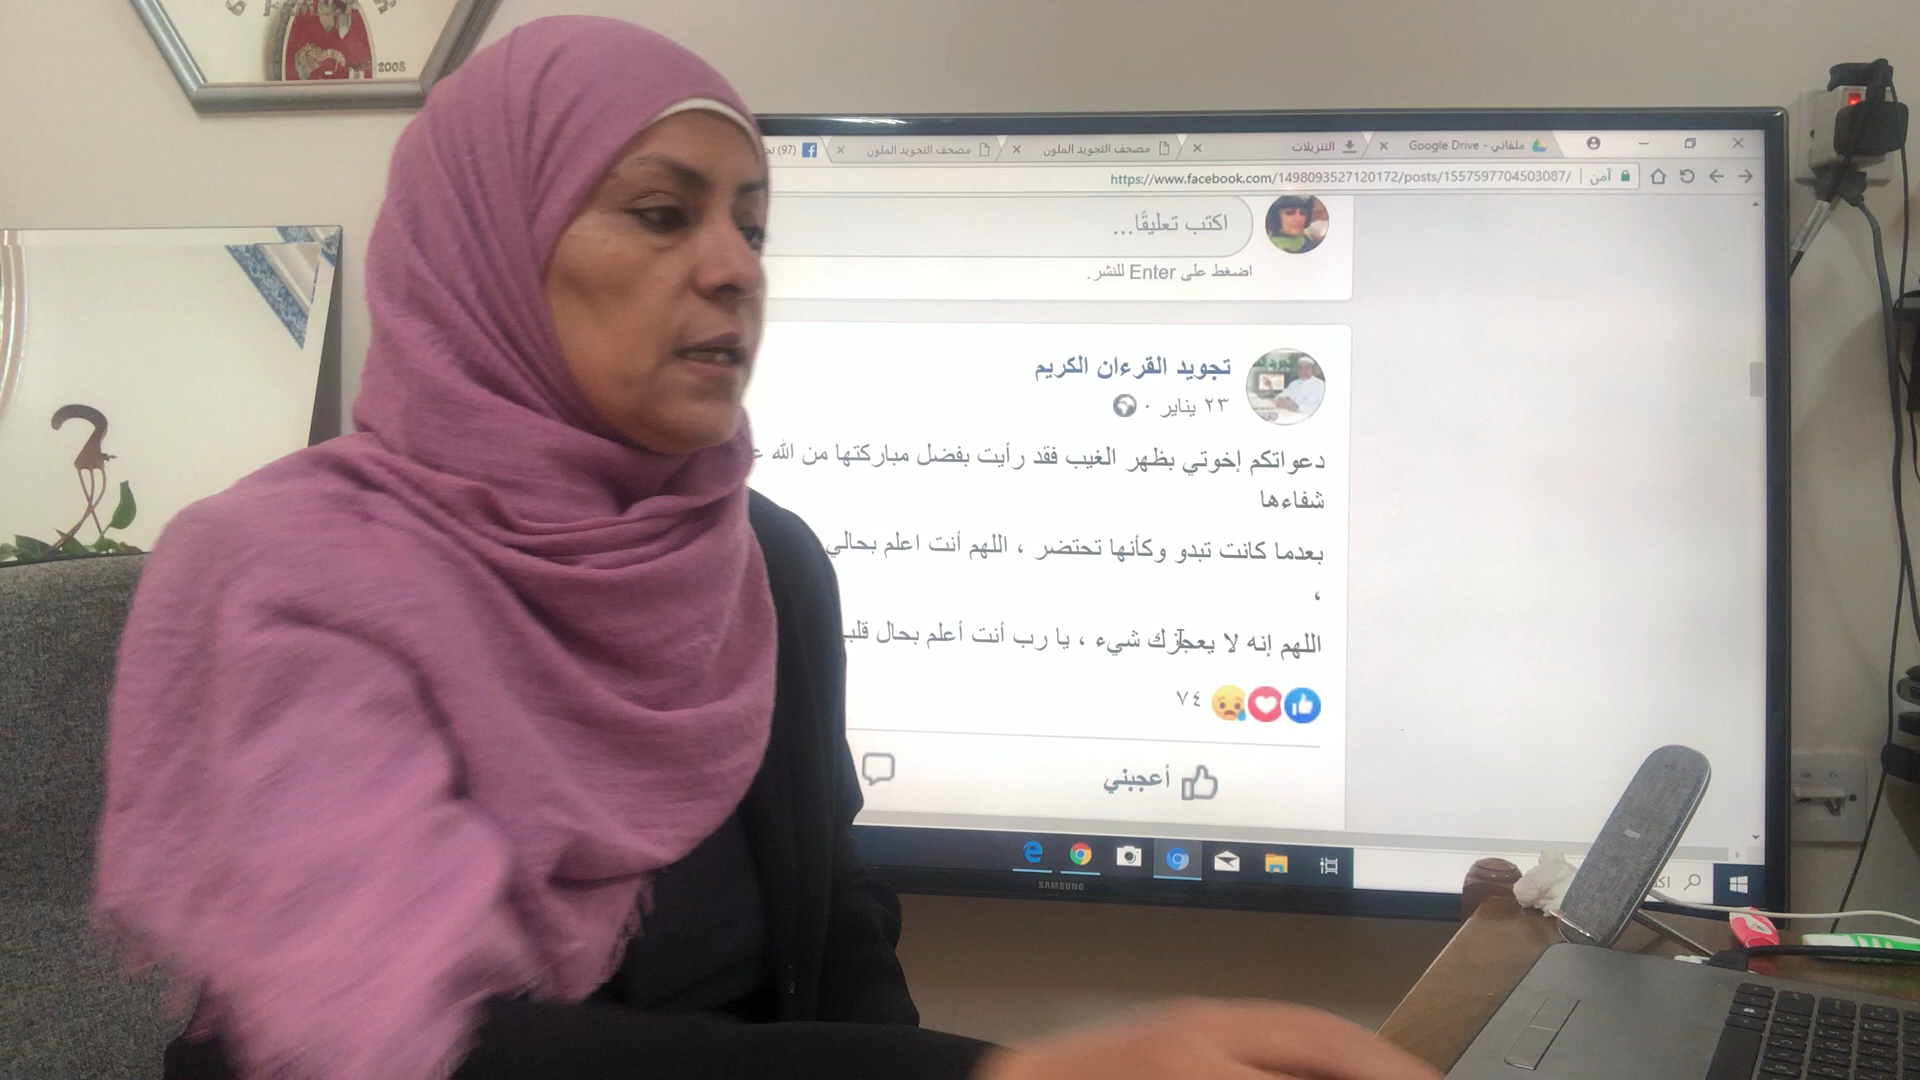 2008
ملفاتي - Google Drive
التنزيلات
مصحف التجويد الملون
مصحف التجويد الملون
(97)
آمن
https://www.facebook.com/1498093527120172/posts/1557597704503087/
اكتب تعليقًا...
اضغط على Enter للنشر.
تجويد القرءان الكريم
٢٣ يناير ·
دعواتكم إخوتي بظهر الغيب فقد رأيت بفضل مباركتها من الله
شفاءها
بعدما كانت تبدو وكأنها تحتضر ، اللهم أنت اعلم بحالي
،
اللهم إنه لا يعجزك شيء ، يا رب أنت أعلم بحال
٧٤
أعجبني
SAMSUNG